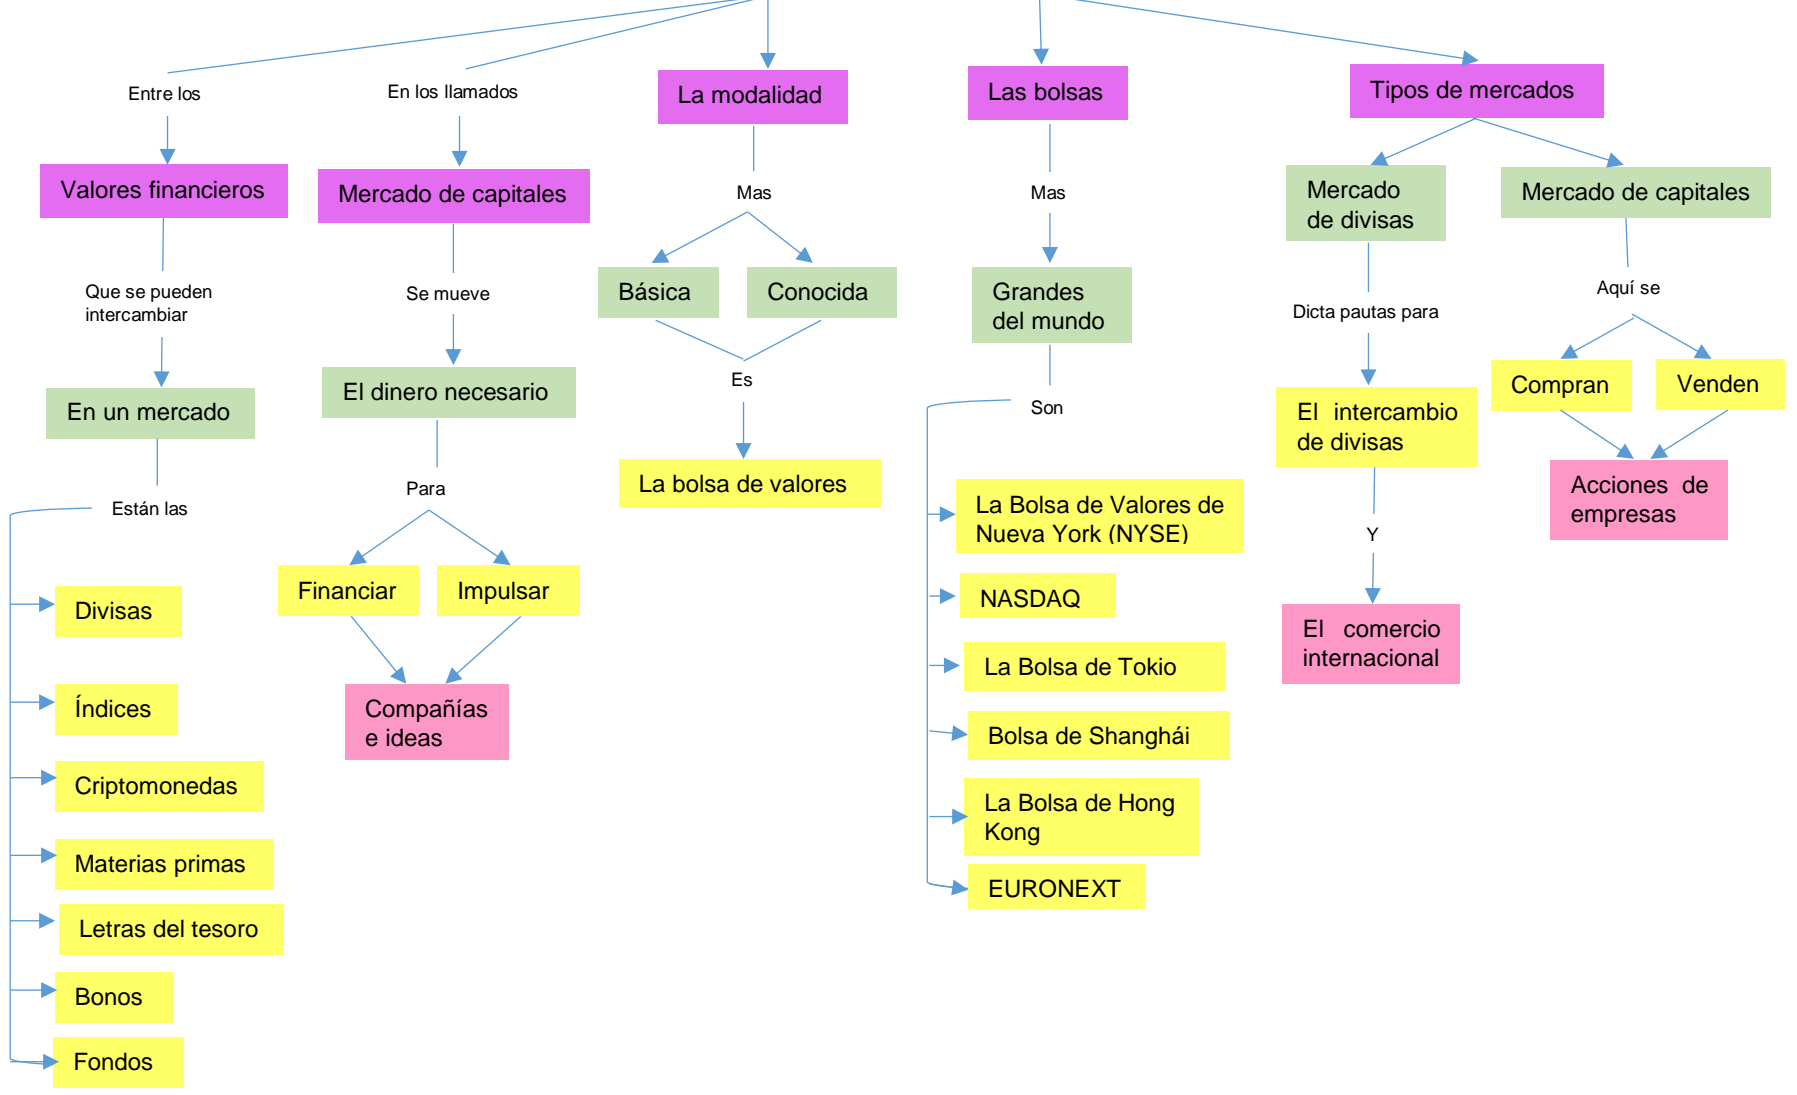 Entre los
Valores financieros
Que se pueden
intercambiar
En un mercado
Están las
Divisas
Índices
Criptomonedas
Materias primas
Letras del tesoro
Bonos
Fondos
En los llamados
Mercado de capitales
Se mueve
El dinero necesario
Para
Financiar
Impulsar
Compañías
e ideas
La modalidad
Mas
Básica
Conocida
Es
La bolsa de valores
Las bolsas
Mas
Grandes
del mundo
Son
La Bolsa de Valores de
Nueva York (NYSE)
NASDAQ
La Bolsa de Tokio
Bolsa de Shanghái
La Bolsa de Hong
Kong
EURONEXT
Tipos de mercados
Mercado
de divisas
Dicta pautas para
El intercambio
de divisas
Y
El comercio
internacional
Mercado de capitales
Aquí se
Compran
Venden
Acciones de
empresas